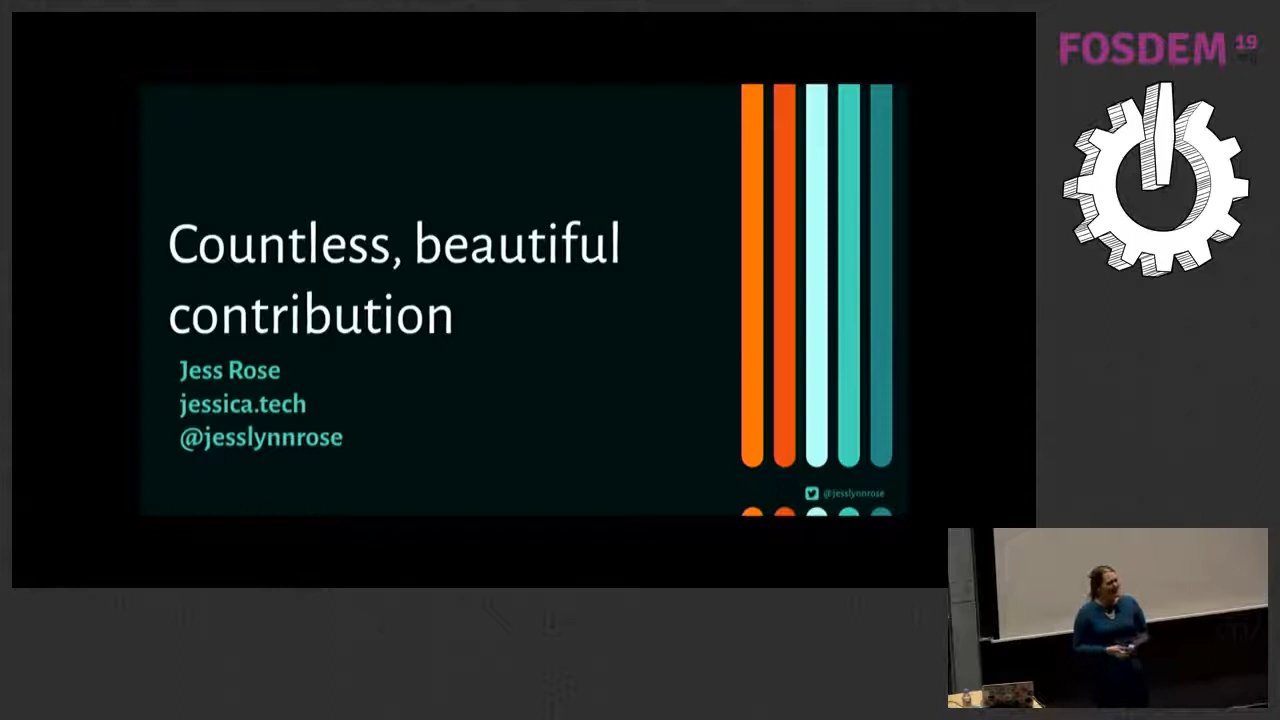 Countless, beautiful
contribution
Jess Rose
jessica.tech
@jesslynnrose
@jesslynnrose
FOSDEM 19